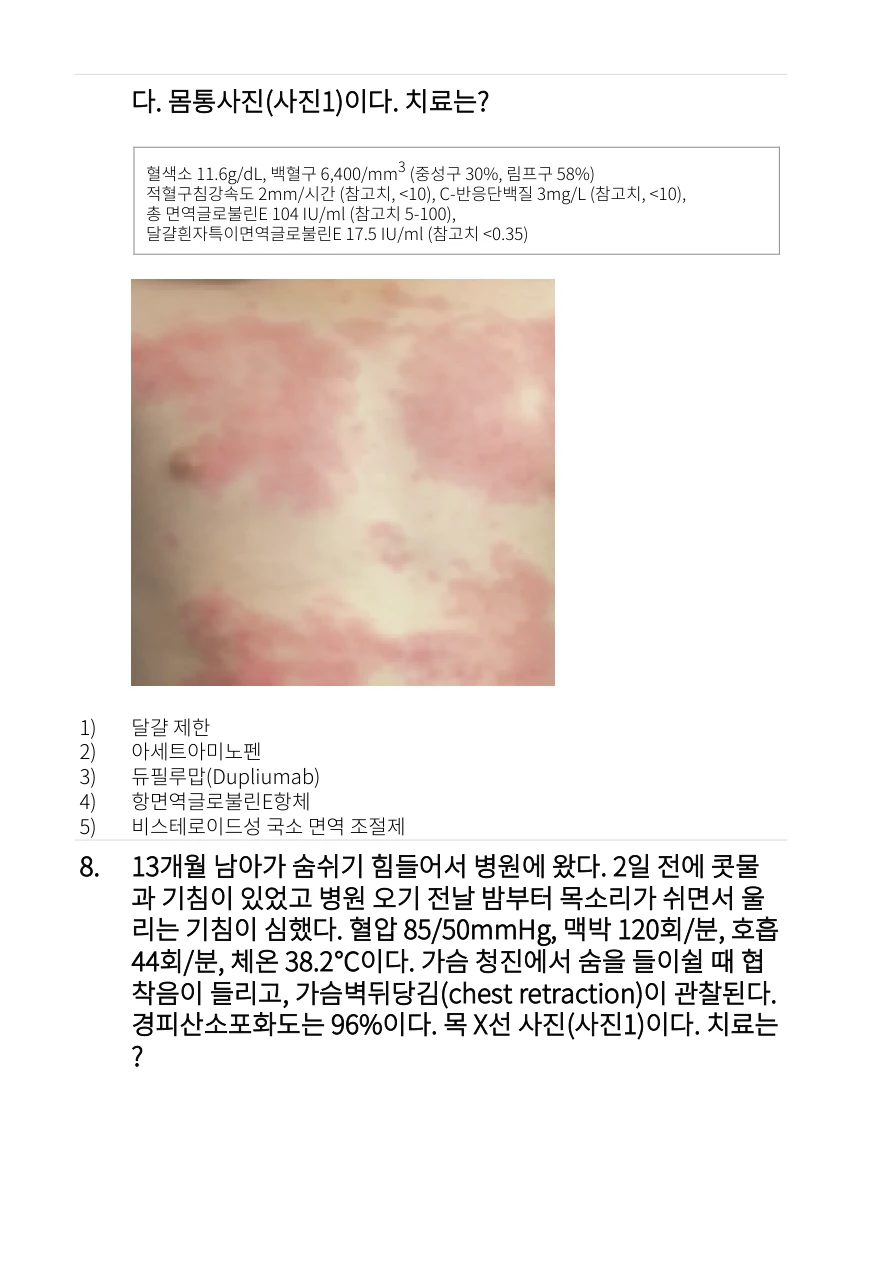 다. 몸통사진(사진1)이다. 치료는?
혈색소 11.6g/dL, 백혈구 6,400/mm3 (중성구 30%, 림프구 58%)
적혈구침강속도 2mm/시간 (참고치, <10), C-반응단백질 3mg/L (참고치, <10),
총 면역글로불린E 104 IU/ml (참고치 5-100),
달걀흰자특이면역글로불린E 17.5 IU/ml (참고치 <0.35)
1) 달걀 제한
2) 아세트아미노펜
3) 듀필루맙(Dupliumab)
4) 항면역글로불린E항체
5) 비스테로이드성 국소 면역 조절제
8. 13개월 남아가 숨쉬기 힘들어서 병원에 왔다. 2일 전에 콧물
과 기침이 있었고 병원 오기 전날 밤부터 목소리가 쉬면서 울
리는 기침이 심했다. 혈압 85/50mmHg, 맥박 120회/분, 호흡
44회/분, 체온 38.2°C이다. 가슴 청진에서 숨을 들이쉴 때 협
착음이 들리고, 가슴벽뒤당김(chest retraction)이 관찰된다.
경피산소포화도는 96%이다. 목 X선 사진(사진1)이다. 치료는
?